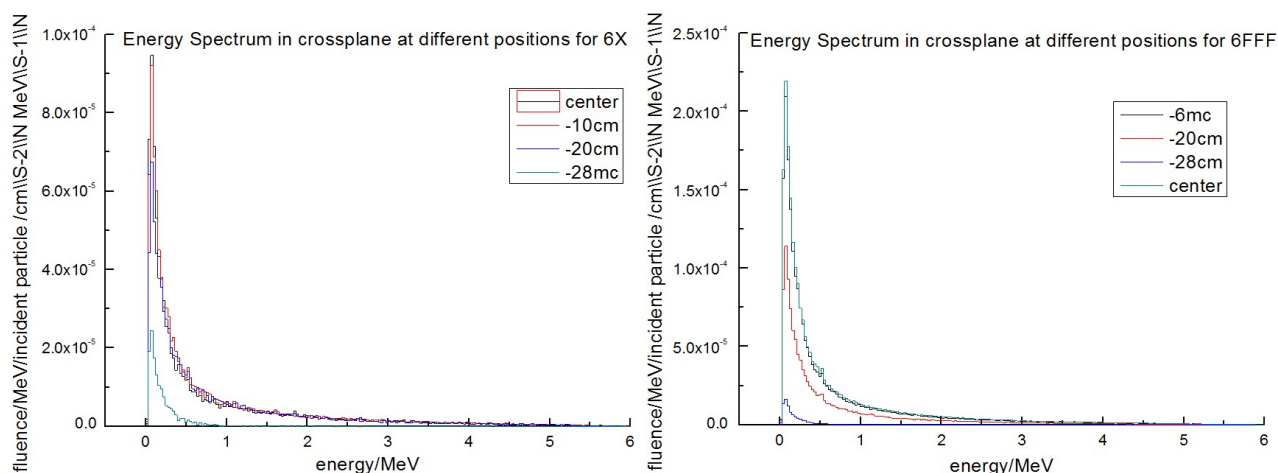 Energy Spectrum in crossplane at different positions for 6X
fluence/MeV/incident particle /cm\\S-2\\N MeV\\S-1\\N
1.0x10⁻⁴
8.0x10⁻⁵
6.0x10⁻⁵
4.0x10⁻⁵
2.0x10⁻⁵
0.0
center
-10cm
-20cm
-28mc
0 1 2 3 4 5 6
energy/MeV
Energy Spectrum in crossplane at different positions for 6FFF
fluence/MeV/incident particle /cm\\S-2\\N MeV\\S-1\\N
2.5x10⁻⁴
2.0x10⁻⁴
1.5x10⁻⁴
1.0x10⁻⁴
5.0x10⁻⁵
0.0
-6mc
-20cm
-28cm
center
0 1 2 3 4 5 6
energy/MeV